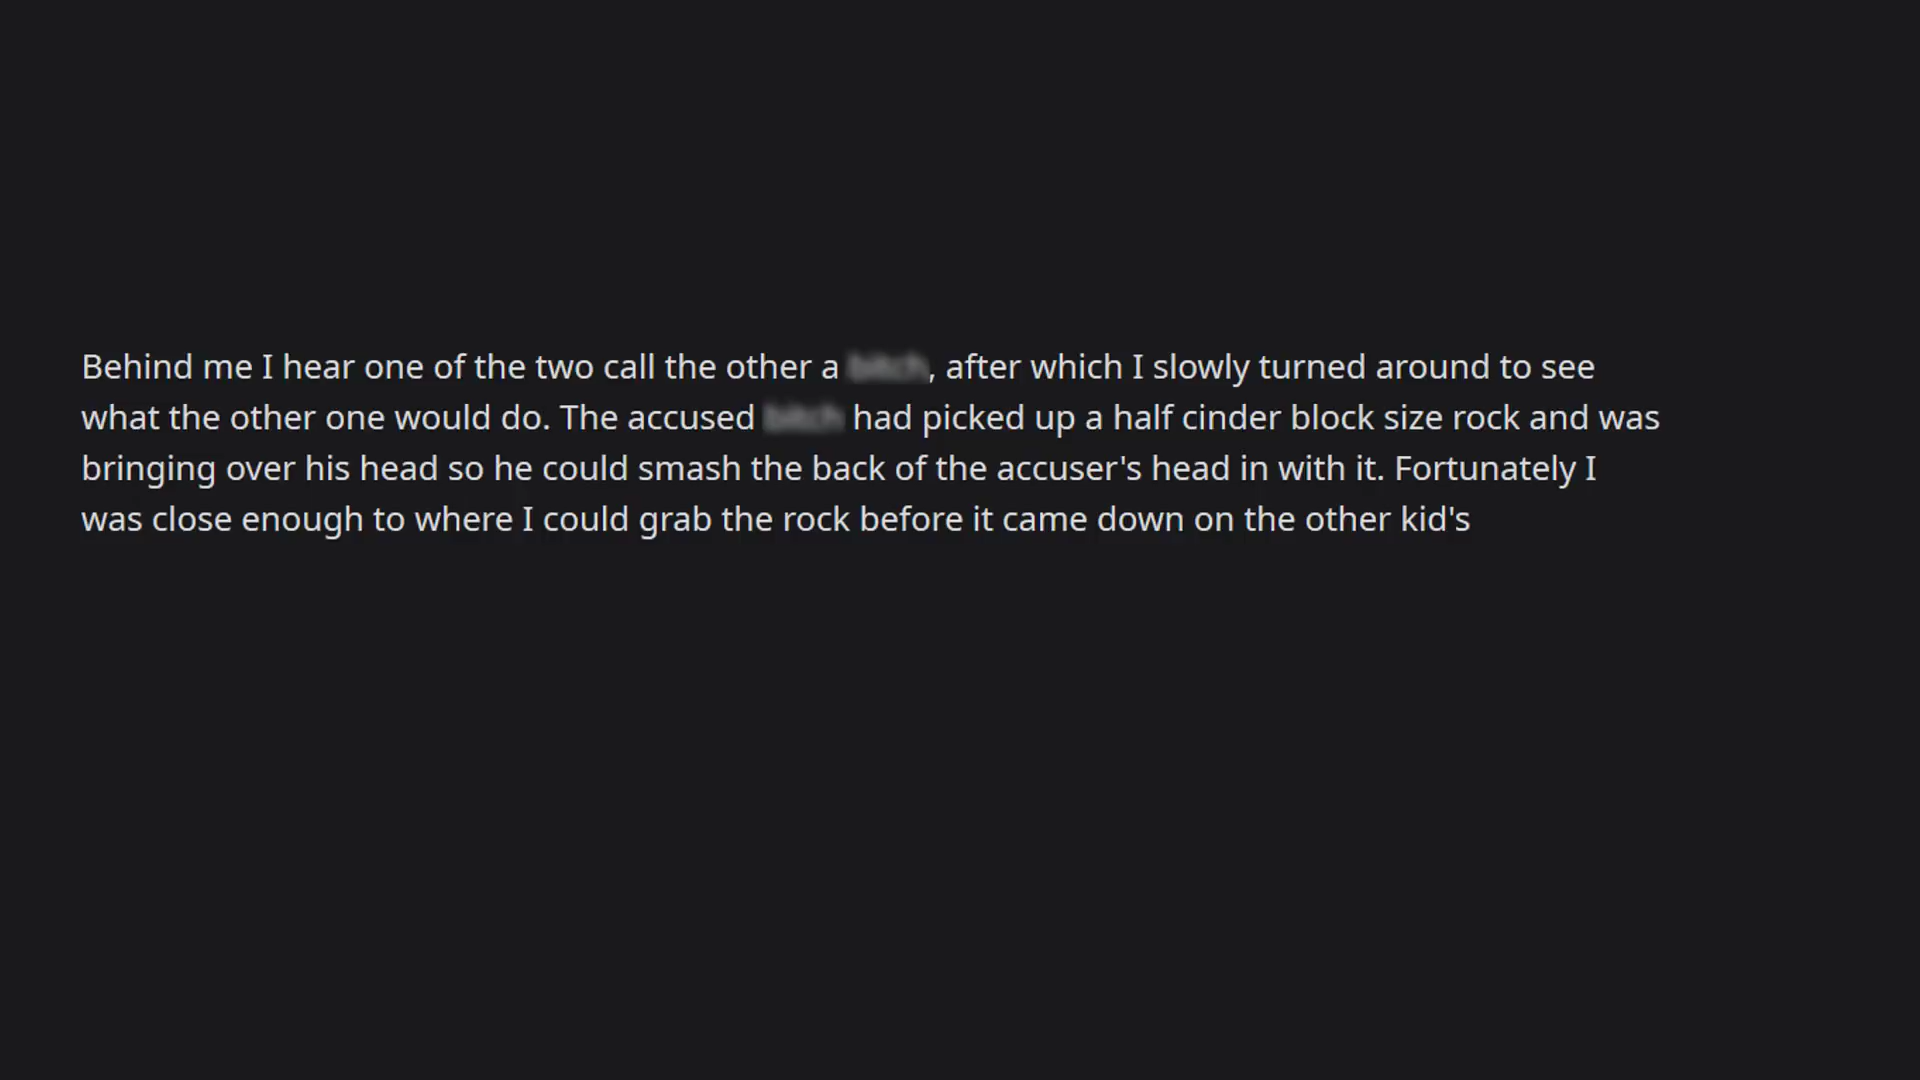 Behind me I hear one of the two call the other a bitch, after which I slowly turned around to see
what the other one would do. The accused bitch had picked up a half cinder block size rock and was
bringing over his head so he could smash the back of the accuser's head in with it. Fortunately I
was close enough to where I could grab the rock before it came down on the other kid's